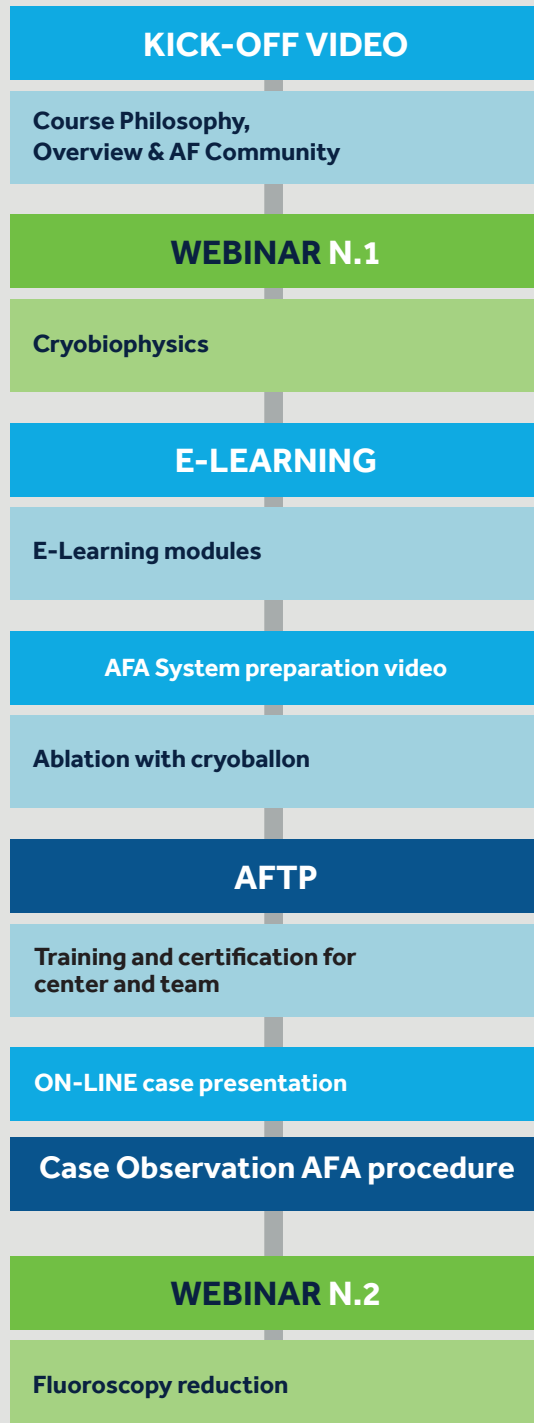 KICK-OFF VIDEO
Course Philosophy,
Overview & AF Community
WEBINAR N.1
Cryobiophysics
E-LEARNING
E-Learning modules
AFA System preparation video
Ablation with cryoballon
AFTP
Training and certification for
center and team
ON-LINE case presentation
Case Observation AFA procedure
WEBINAR N.2
Fluoroscopy reduction